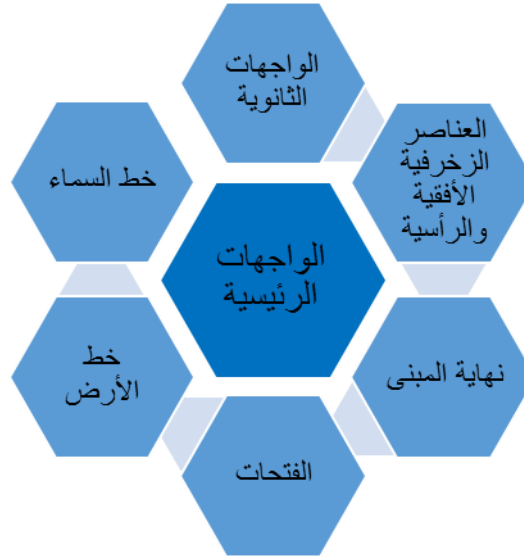 الواجهات
الثانوية
العناصر
الزخرفية
الأفقية
والرأسية
خط السماء
الواجهات
الرئيسية
نهاية المبنى
خط
الأرض
الفتحات